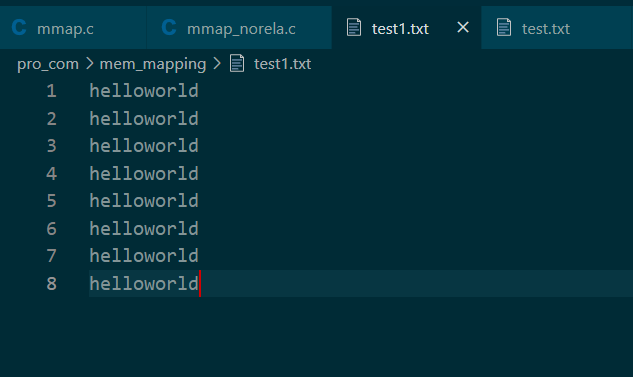 C mmap.c C mmap_norela.c test1.txt × test.txt
pro_com > mem_mapping > test1.txt
1 helloworld
2 helloworld
3 helloworld
4 helloworld
5 helloworld
6 helloworld
7 helloworld
8 helloworld